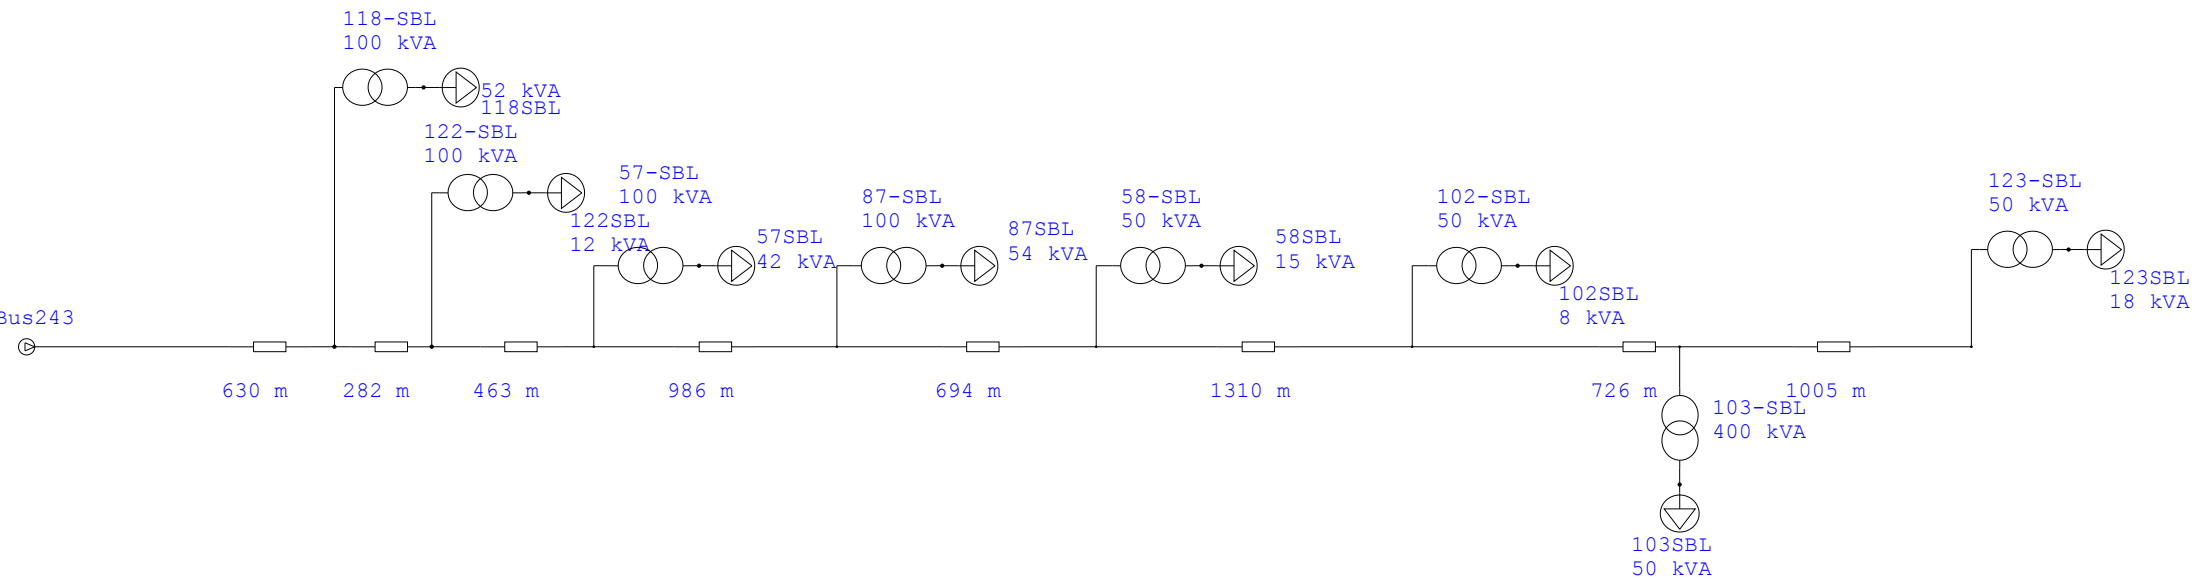 118-SBL
100 kVA
52 kVA
118SBL
122-SBL
100 kVA
57-SBL
100 kVA
122SBL
12 kVA
57SBL
42 kVA
87-SBL
100 kVA
87SBL
54 kVA
58-SBL
50 kVA
58SBL
15 kVA
102-SBL
50 kVA
102SBL
8 kVA
123-SBL
50 kVA
123SBL
18 kVA
Bus243
630 m
282 m
463 m
986 m
694 m
1310 m
726 m
1005 m
103-SBL
400 kVA
103SBL
50 kVA